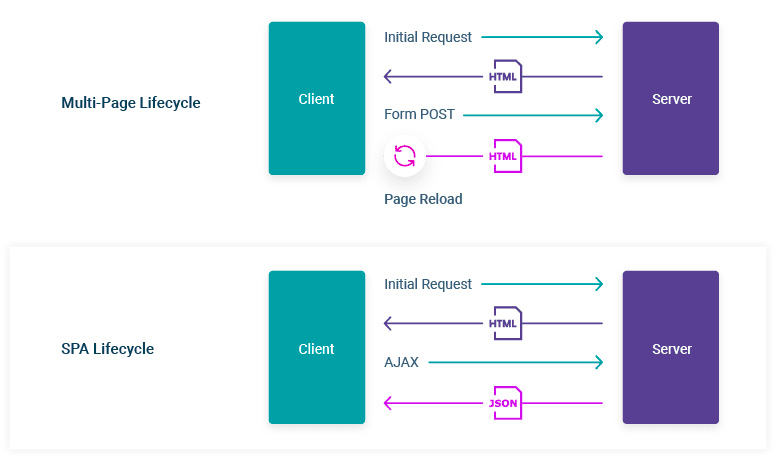 Multi-Page Lifecycle
Client
Initial Request
HTML
Form POST
HTML
Page Reload
Server
SPA Lifecycle
Client
Initial Request
HTML
AJAX
JSON
Server